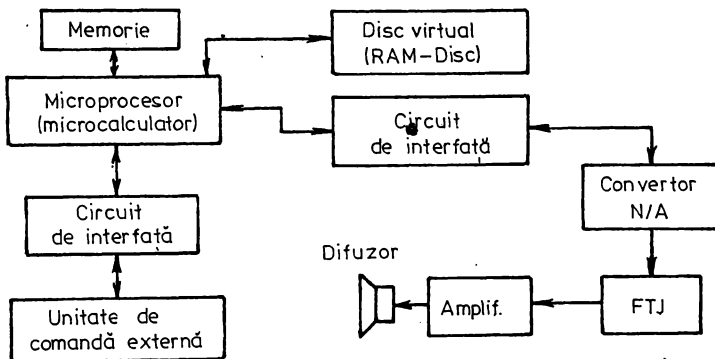 Memorie
Disc virtual
(RAM-Disc)
Microprocesor
(microcalculator)
Circuit
de interfață
Convertor
N/A
Circuit
de interfață
Difuzor
Amplif.
FTJ
Unitate de
comandă externă